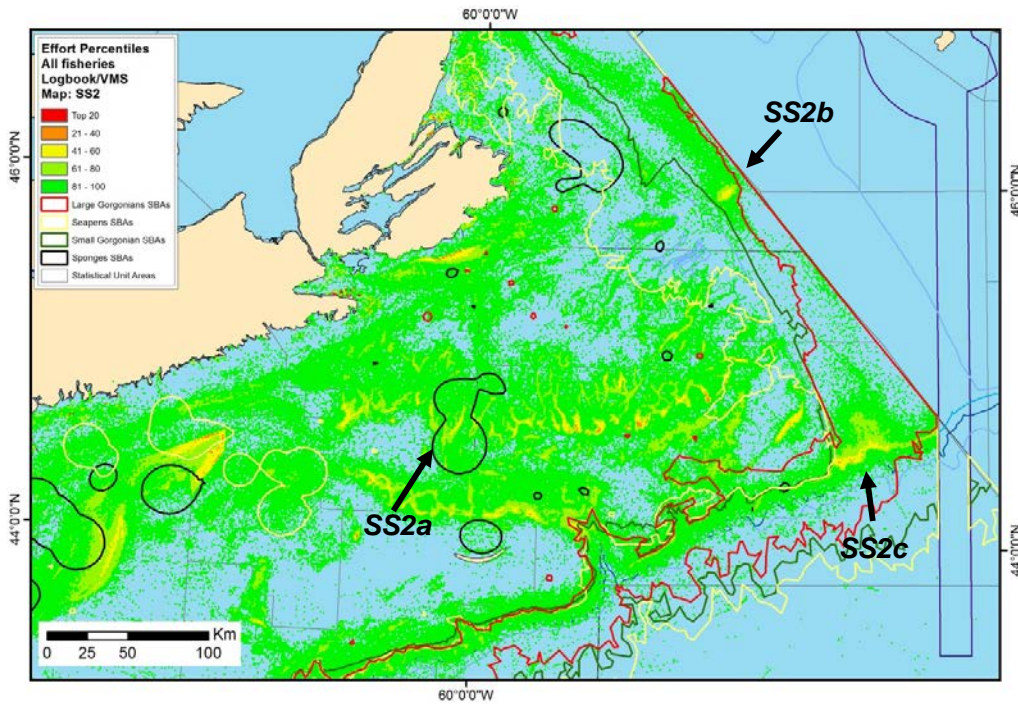 60°0'0"W
Effort Percentiles
All fisheries
Logbook/VMS
Map: SS2
Top 20
21 - 40
41 - 60
61 - 80
81 - 100
Large Gorgonians SBAs
Seapens SBAs
Small Gorgonian SBAs
Sponges SBAs
Statistical Unit Areas
SS2b
46°0'0"N
46°0'0"N
SS2a
SS2c
44°0'0"N
44°0'0"N
Km
0 25 50 100
60°0'0"W